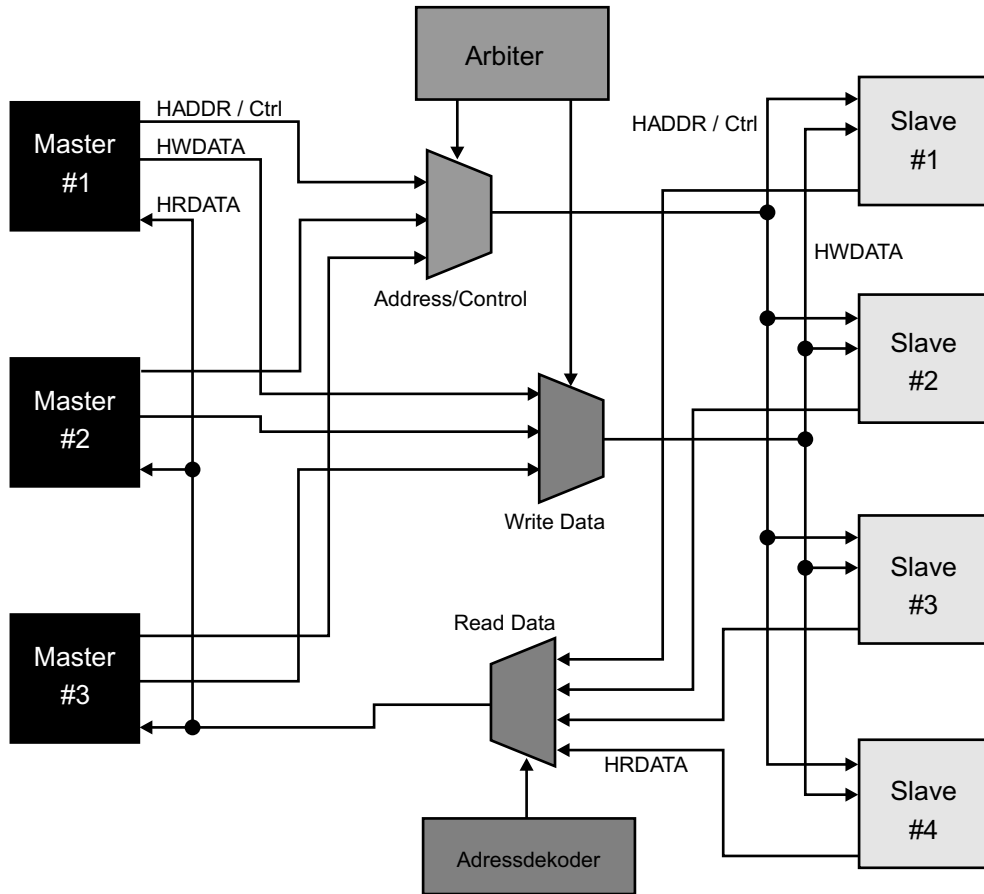 Arbiter
HADDR / Ctrl
Master
#1
HWDATA
HRDATA
HADDR / Ctrl
Slave
#1
HWDATA
Address/Control
Slave
#2
Master
#2
Write Data
Slave
#3
Read Data
Master
#3
HRDATA
Slave
#4
Adressdekoder